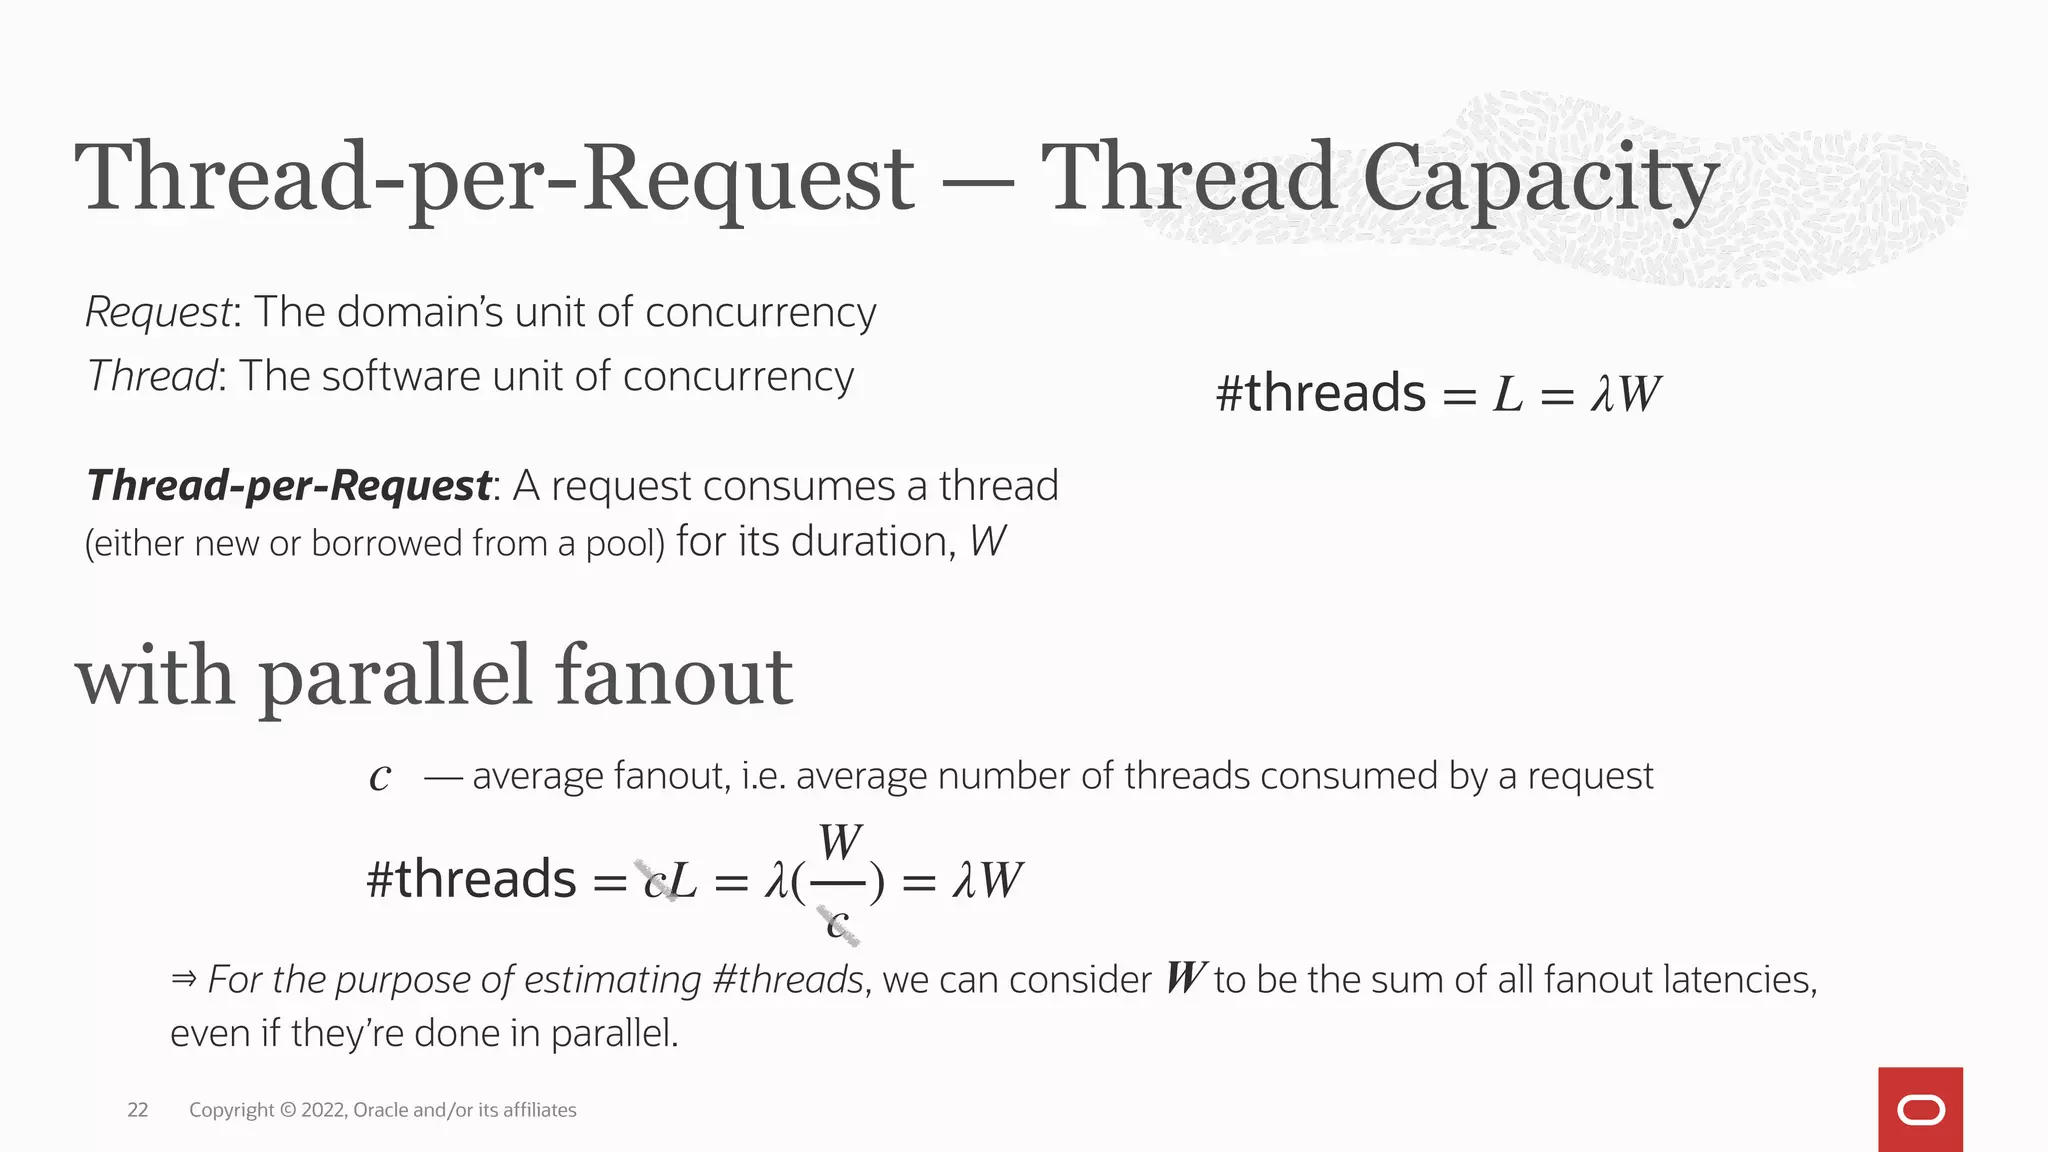 Thread-per-Request — Thread Capacity
Request: The domain’s unit of concurrency
Thread: The software unit of concurrency
#threads = L = λW
Thread-per-Request: A request consumes a thread
(either new or borrowed from a pool) for its duration, W
with parallel fanout
c — average fanout, i.e. average number of threads consumed by a request
#threads = cL = λ(W/c) = λW
⇒ For the purpose of estimating #threads, we can consider W to be the sum of all fanout latencies,
even if they’re done in parallel.
22 Copyright © 2022, Oracle and/or its affiliates